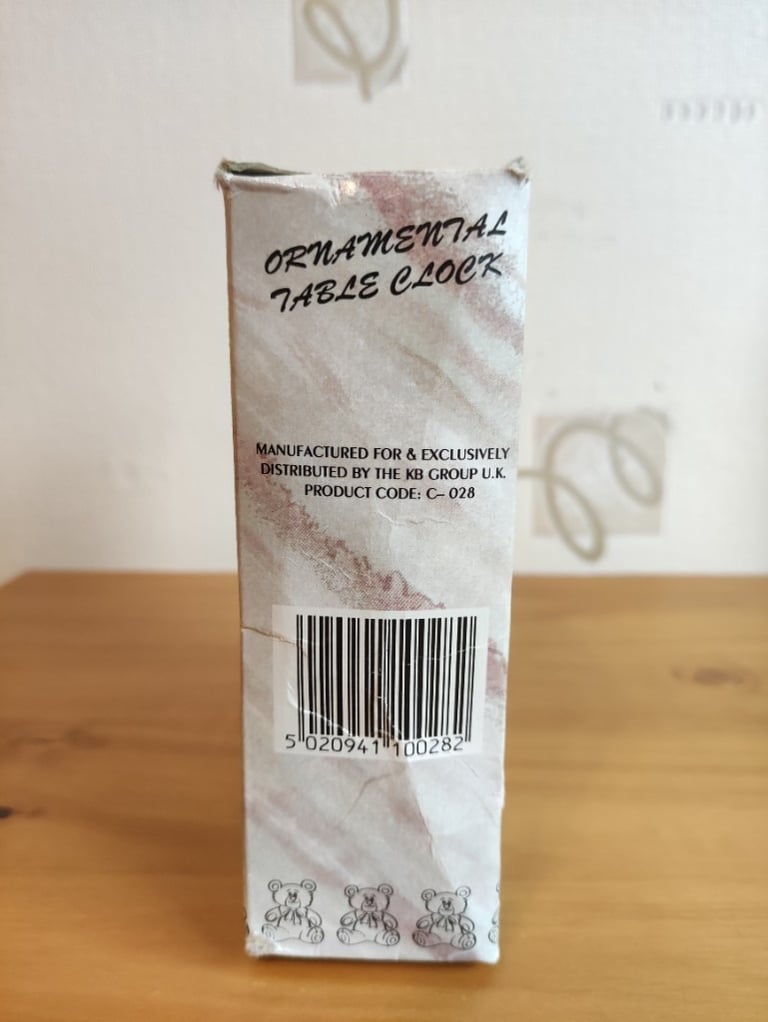 ORNAMENTAL
TABLE CLOCK
MANUFACTURED FOR & EXCLUSIVELY
DISTRIBUTED BY THE KB GROUP U.K.
PRODUCT CODE: C– 028
5 020941 100282